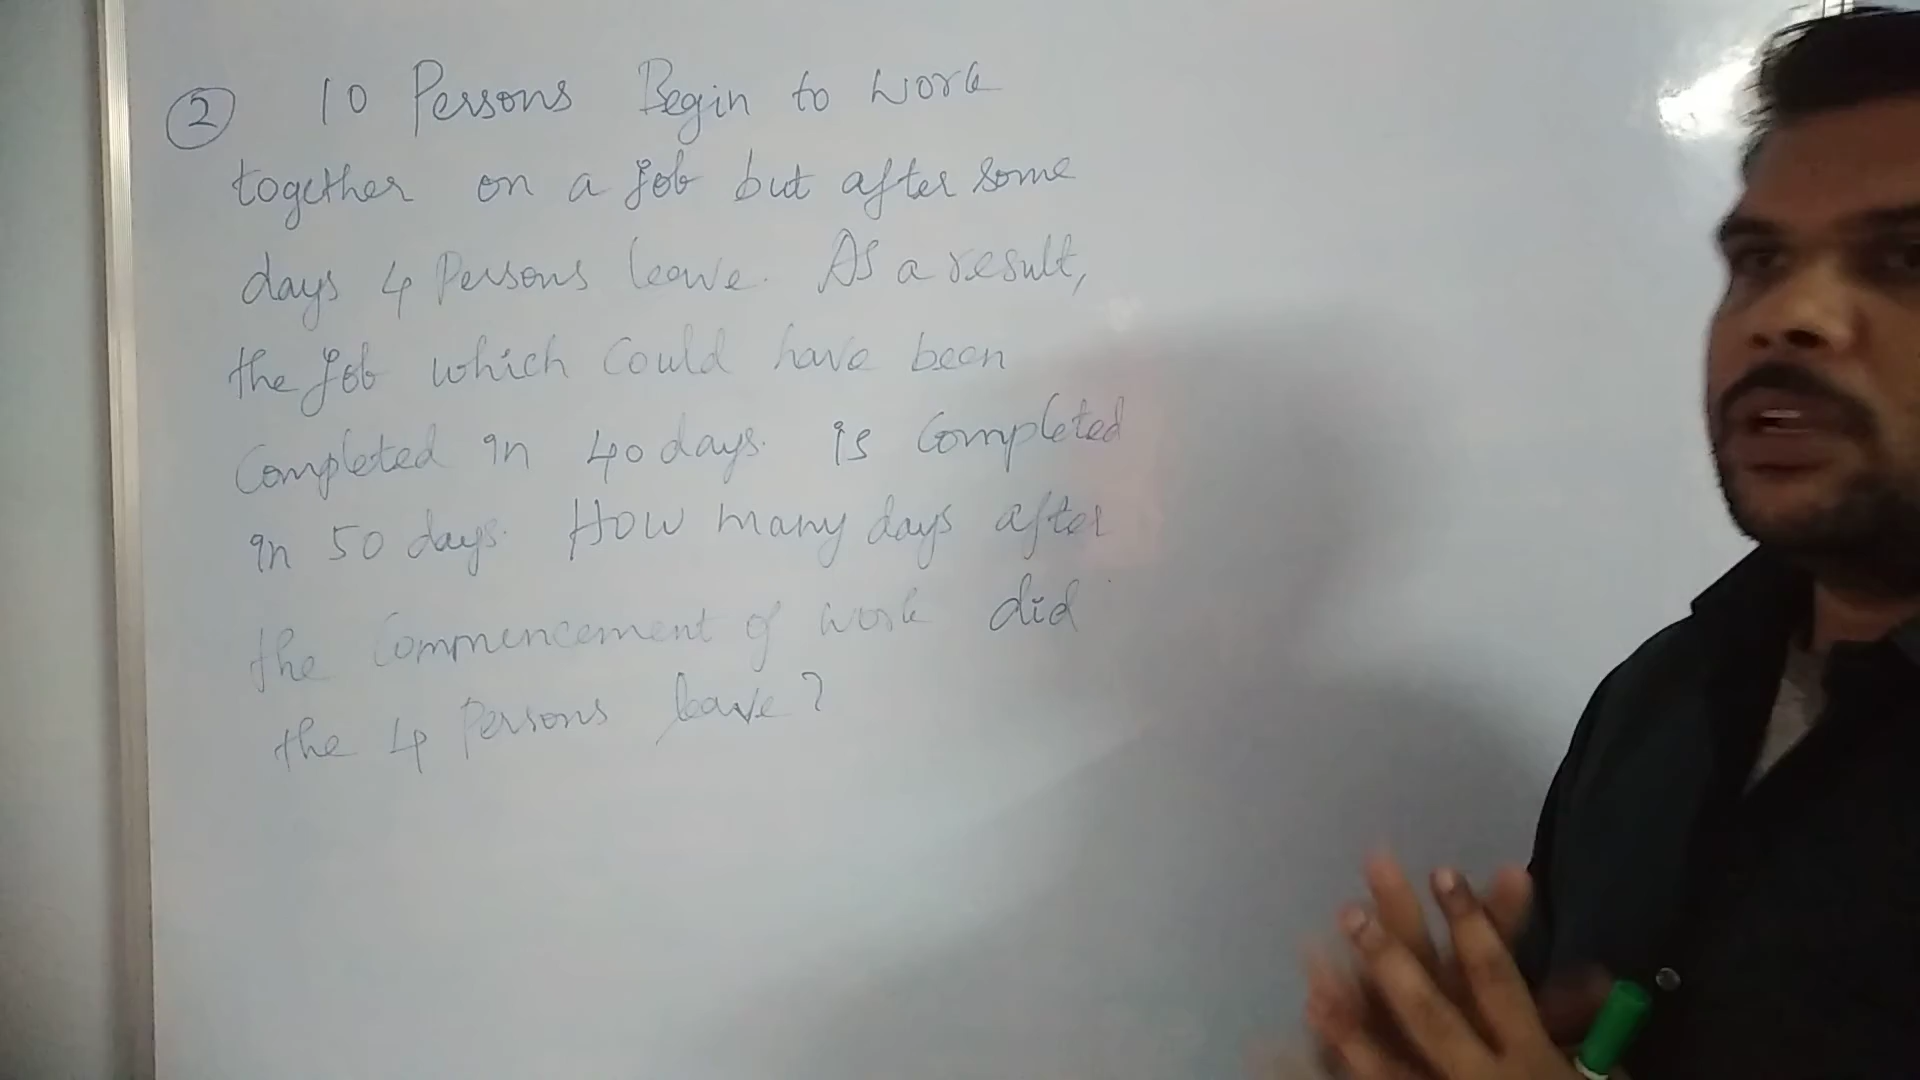 2 10 Persons Begin to work
together on a job but after some
days 4 Persons leave. As a result,
the job which Could have been
Completed in 40 days. is Completed
in 50 days. How many days after
the Commencement of work did
the 4 Persons leave?